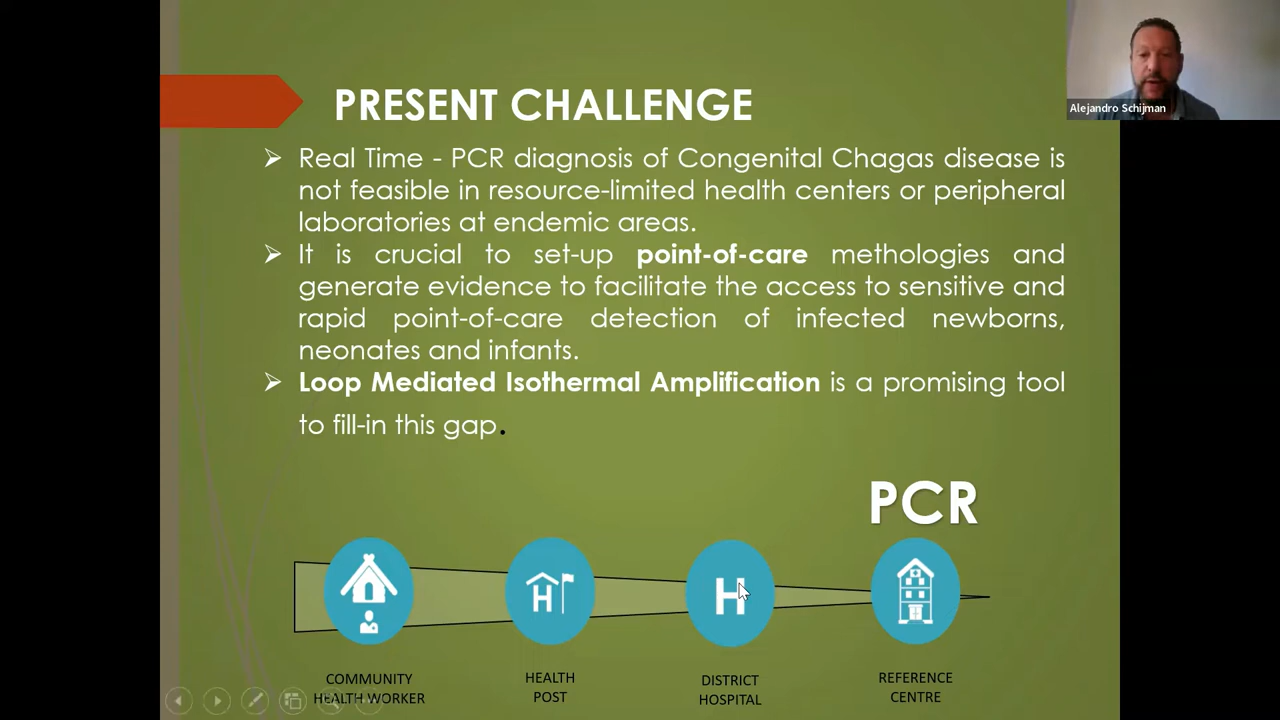 PRESENT CHALLENGE
Alejandro Schijman
➢ Real Time - PCR diagnosis of Congenital Chagas disease is
not feasible in resource-limited health centers or peripheral
laboratories at endemic areas.
➢ It is crucial to set-up point-of-care methologies and
generate evidence to facilitate the access to sensitive and
rapid point-of-care detection of infected newborns,
neonates and infants.
➢ Loop Mediated Isothermal Amplification is a promising tool
to fill-in this gap.
PCR
H
H
COMMUNITY
HEALTH WORKER
HEALTH
POST
DISTRICT
HOSPITAL
REFERENCE
CENTRE